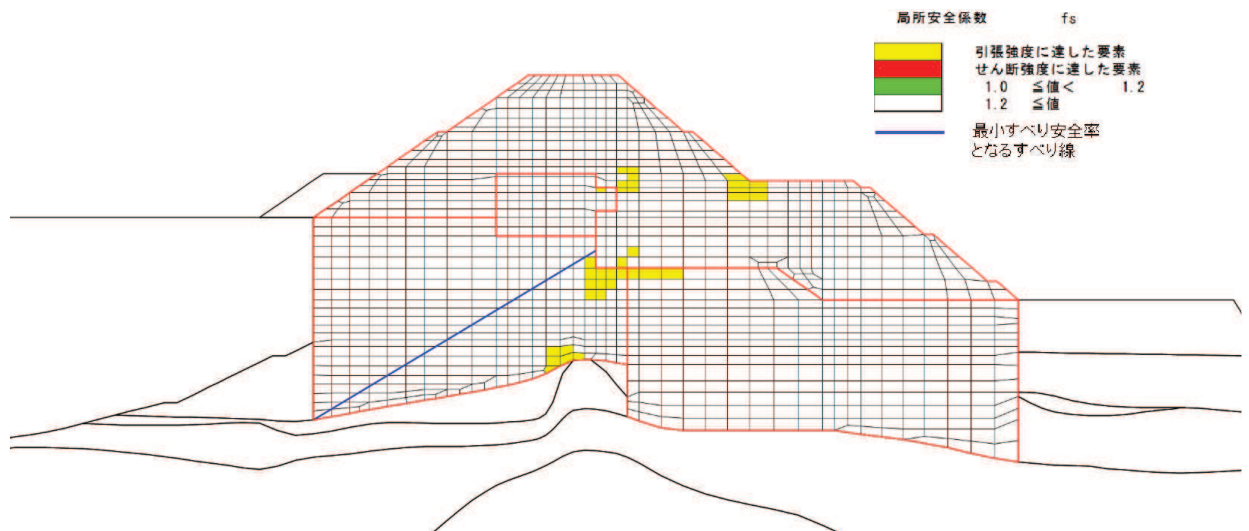 局所安全係数 fs
引張強度に達した要素
せん断強度に達した要素
1.0 ≦値< 1.2
1.2 ≦値
最小すべり安全率
となるすべり線